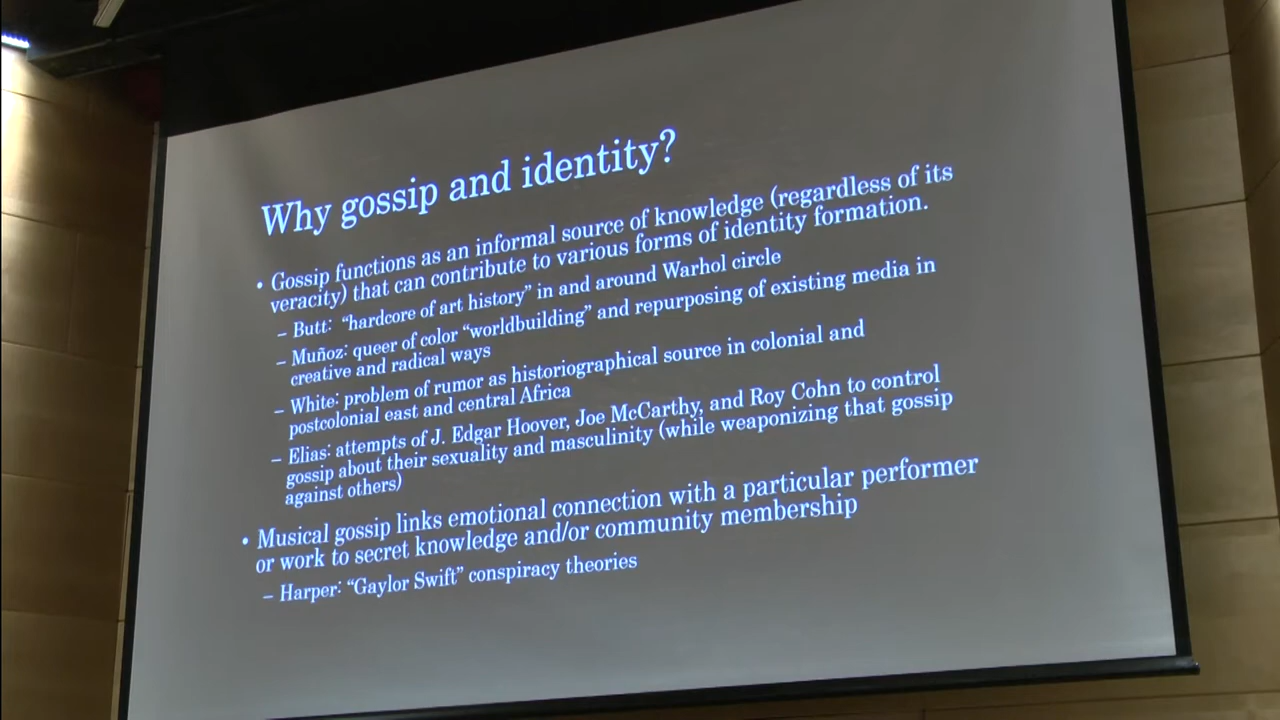 Why gossip and identity?
• Gossip functions as an informal source of knowledge (regardless of its
veracity) that can contribute to various forms of identity formation.
– Butt: “hardcore of art history” in and around Warhol circle
– Muñoz: queer of color “worldbuilding” and repurposing of existing media in
creative and radical ways
– White: problem of rumor as historiographical source in colonial and
postcolonial east and central Africa
– Elias: attempts of J. Edgar Hoover, Joe McCarthy, and Roy Cohn to control
gossip about their sexuality and masculinity (while weaponizing that gossip
against others)
• Musical gossip links emotional connection with a particular performer
or work to secret knowledge and/or community membership
– Harper: “Gaylor Swift” conspiracy theories